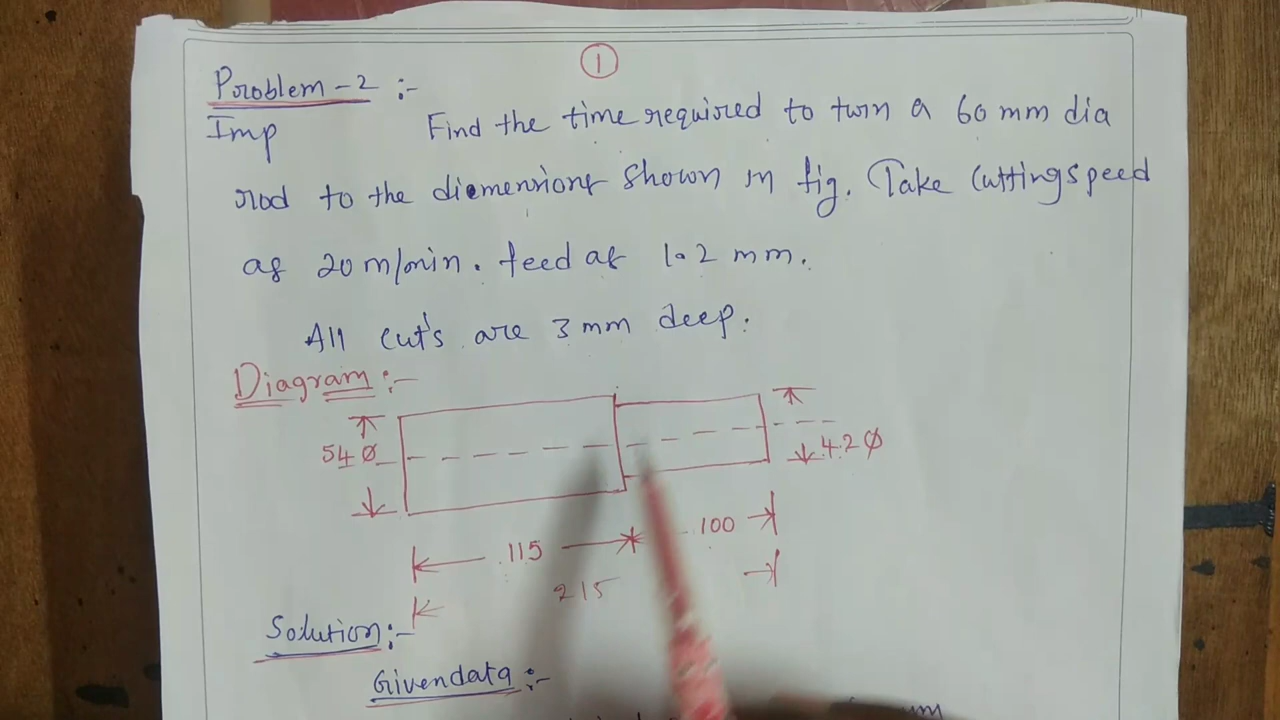 1
Problem-2 :-
Imp Find the time required to turn a 60 mm dia
rod to the diemensions shown in fig. Take Cuttingspeed
as 20 m/min. feed as 1.2 mm.
All cut's are 3 mm deep.
Diagram :-
54 Ø
42 Ø
115
100
215
Solution :-
Givendata :-